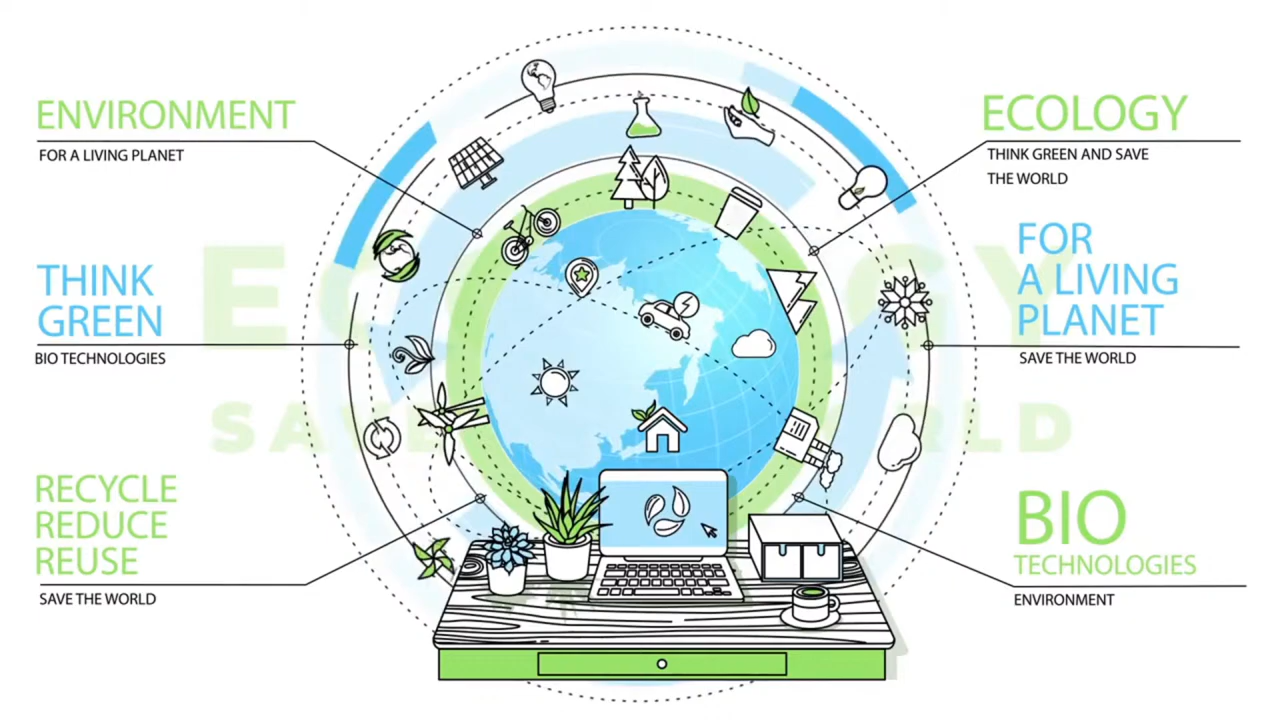 ENVIRONMENT
FOR A LIVING PLANET
THINK
GREEN
BIO TECHNOLOGIES
RECYCLE
REDUCE
REUSE
SAVE THE WORLD
ECOLOGY
THINK GREEN AND SAVE
THE WORLD
FOR
A LIVING
PLANET
SAVE THE WORLD
BIO
TECHNOLOGIES
ENVIRONMENT
ECOLOGY